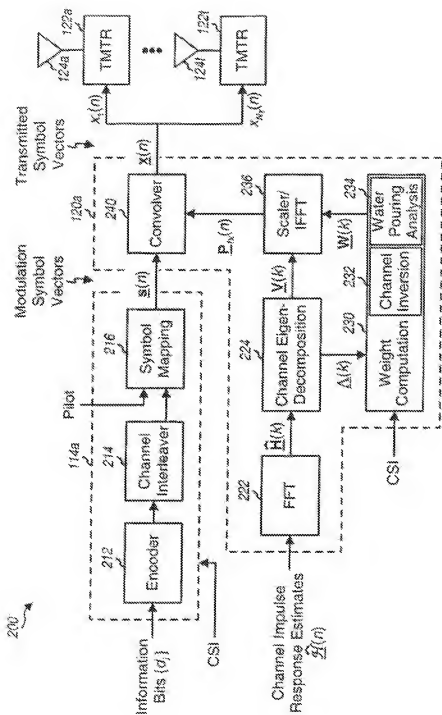 200
Information
Bits {d_i}
114a
212
Encoder
214
Channel
Interleaver
Pilot
216
Symbol
Mapping
CSI
Modulation
Symbol
Vectors
s(n)
120a
240
Convolver
Transmitted
Symbol
Vectors
x(n)
x_1(n)
x_{N_T}(n)
124a
122a
TMTR
124t
122t
TMTR
Channel Impulse
Response Estimates
Ĥ(n)
222
FFT
Ĥ(k)
224
Channel Eigen-
Decomposition
V(k)
236
Scaler/
IFFT
P_tx(n)
Λ(k)
W(k)
CSI
230
Weight
Computation
232
Channel
Inversion
234
Water
Pouring
Analysis